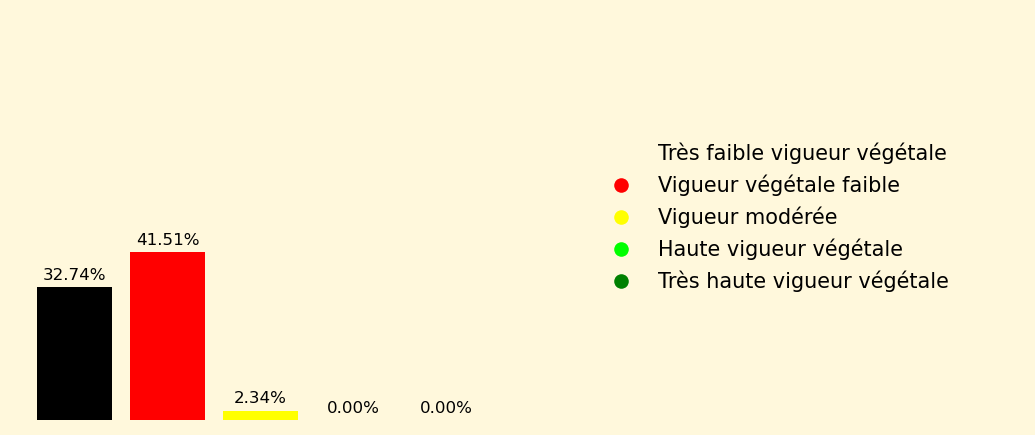 41.51%
32.74%
2.34%
0.00%
0.00%
Très faible vigueur végétale
Vigueur végétale faible
Vigueur modérée
Haute vigueur végétale
Très haute vigueur végétale